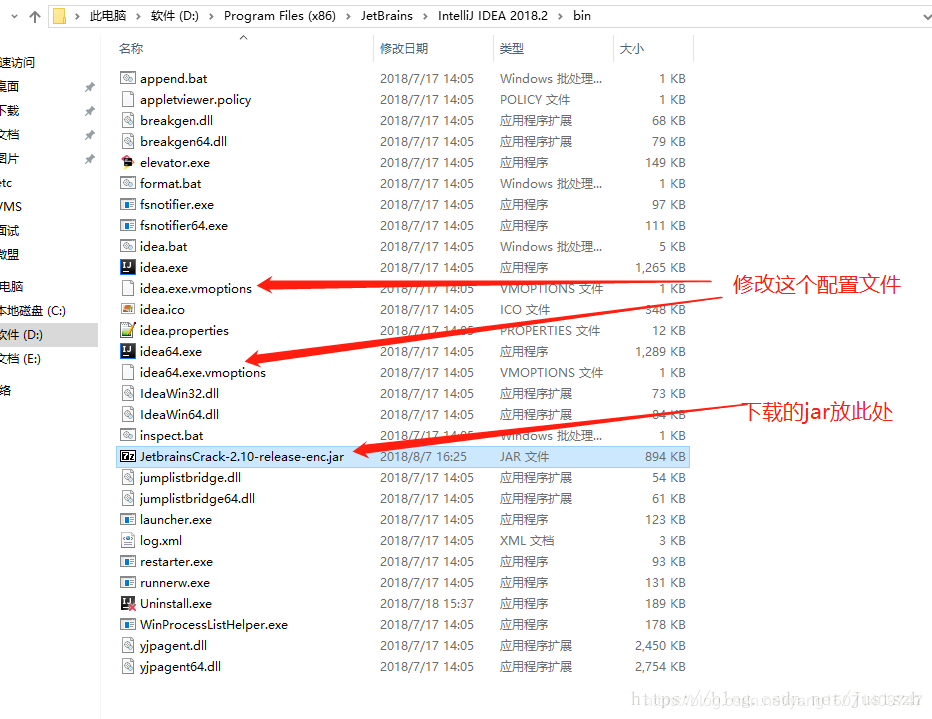 此电脑 › 软件 (D:) › Program Files (x86) › JetBrains › IntelliJ IDEA 2018.2 › bin
名称 修改日期 类型 大小
速访问
桌面
下载
文档
图片
etc
VMS
面试
微盟
电脑
本地磁盘 (C:)
软件 (D:)
文档 (E:)
络
append.bat 2018/7/17 14:05 Windows 批处理... 1 KB
appletviewer.policy 2018/7/17 14:05 POLICY 文件 1 KB
breakgen.dll 2018/7/17 14:05 应用程序扩展 68 KB
breakgen64.dll 2018/7/17 14:05 应用程序扩展 79 KB
elevator.exe 2018/7/17 14:05 应用程序 149 KB
format.bat 2018/7/17 14:05 Windows 批处理... 1 KB
fsnotifier.exe 2018/7/17 14:05 应用程序 97 KB
fsnotifier64.exe 2018/7/17 14:05 应用程序 111 KB
idea.bat 2018/7/17 14:05 Windows 批处理... 5 KB
idea.exe 2018/7/17 14:05 应用程序 1,265 KB
idea.exe.vmoptions 2018/7/17 14:05 VMOPTIONS 文件 1 KB
修改这个配置文件
idea.ico 2018/7/17 14:05 ICO 文件 348 KB
idea.properties 2018/7/17 14:05 PROPERTIES 文件 12 KB
idea64.exe 2018/7/17 14:05 应用程序 1,289 KB
idea64.exe.vmoptions 2018/7/17 14:05 VMOPTIONS 文件 1 KB
IdeaWin32.dll 2018/7/17 14:05 应用程序扩展 73 KB
IdeaWin64.dll 2018/7/17 14:05 应用程序扩展 84 KB
下载的jar放此处
inspect.bat 2018/7/17 14:05 Windows 批处理... 1 KB
JetbrainsCrack-2.10-release-enc.jar 2018/8/7 16:25 JAR 文件 894 KB
jumplistbridge.dll 2018/7/17 14:05 应用程序扩展 54 KB
jumplistbridge64.dll 2018/7/17 14:05 应用程序扩展 61 KB
launcher.exe 2018/7/17 14:05 应用程序 123 KB
log.xml 2018/7/17 14:05 XML 文档 3 KB
restarter.exe 2018/7/17 14:05 应用程序 93 KB
runnerw.exe 2018/7/17 14:05 应用程序 131 KB
Uninstall.exe 2018/7/18 15:37 应用程序 189 KB
WinProcessListHelper.exe 2018/7/17 14:05 应用程序 178 KB
yjpagent.dll 2018/7/17 14:05 应用程序扩展 2,450 KB
yjpagent64.dll 2018/7/17 14:05 应用程序扩展 2,754 KB
https://blog.csdn.net/Justszh